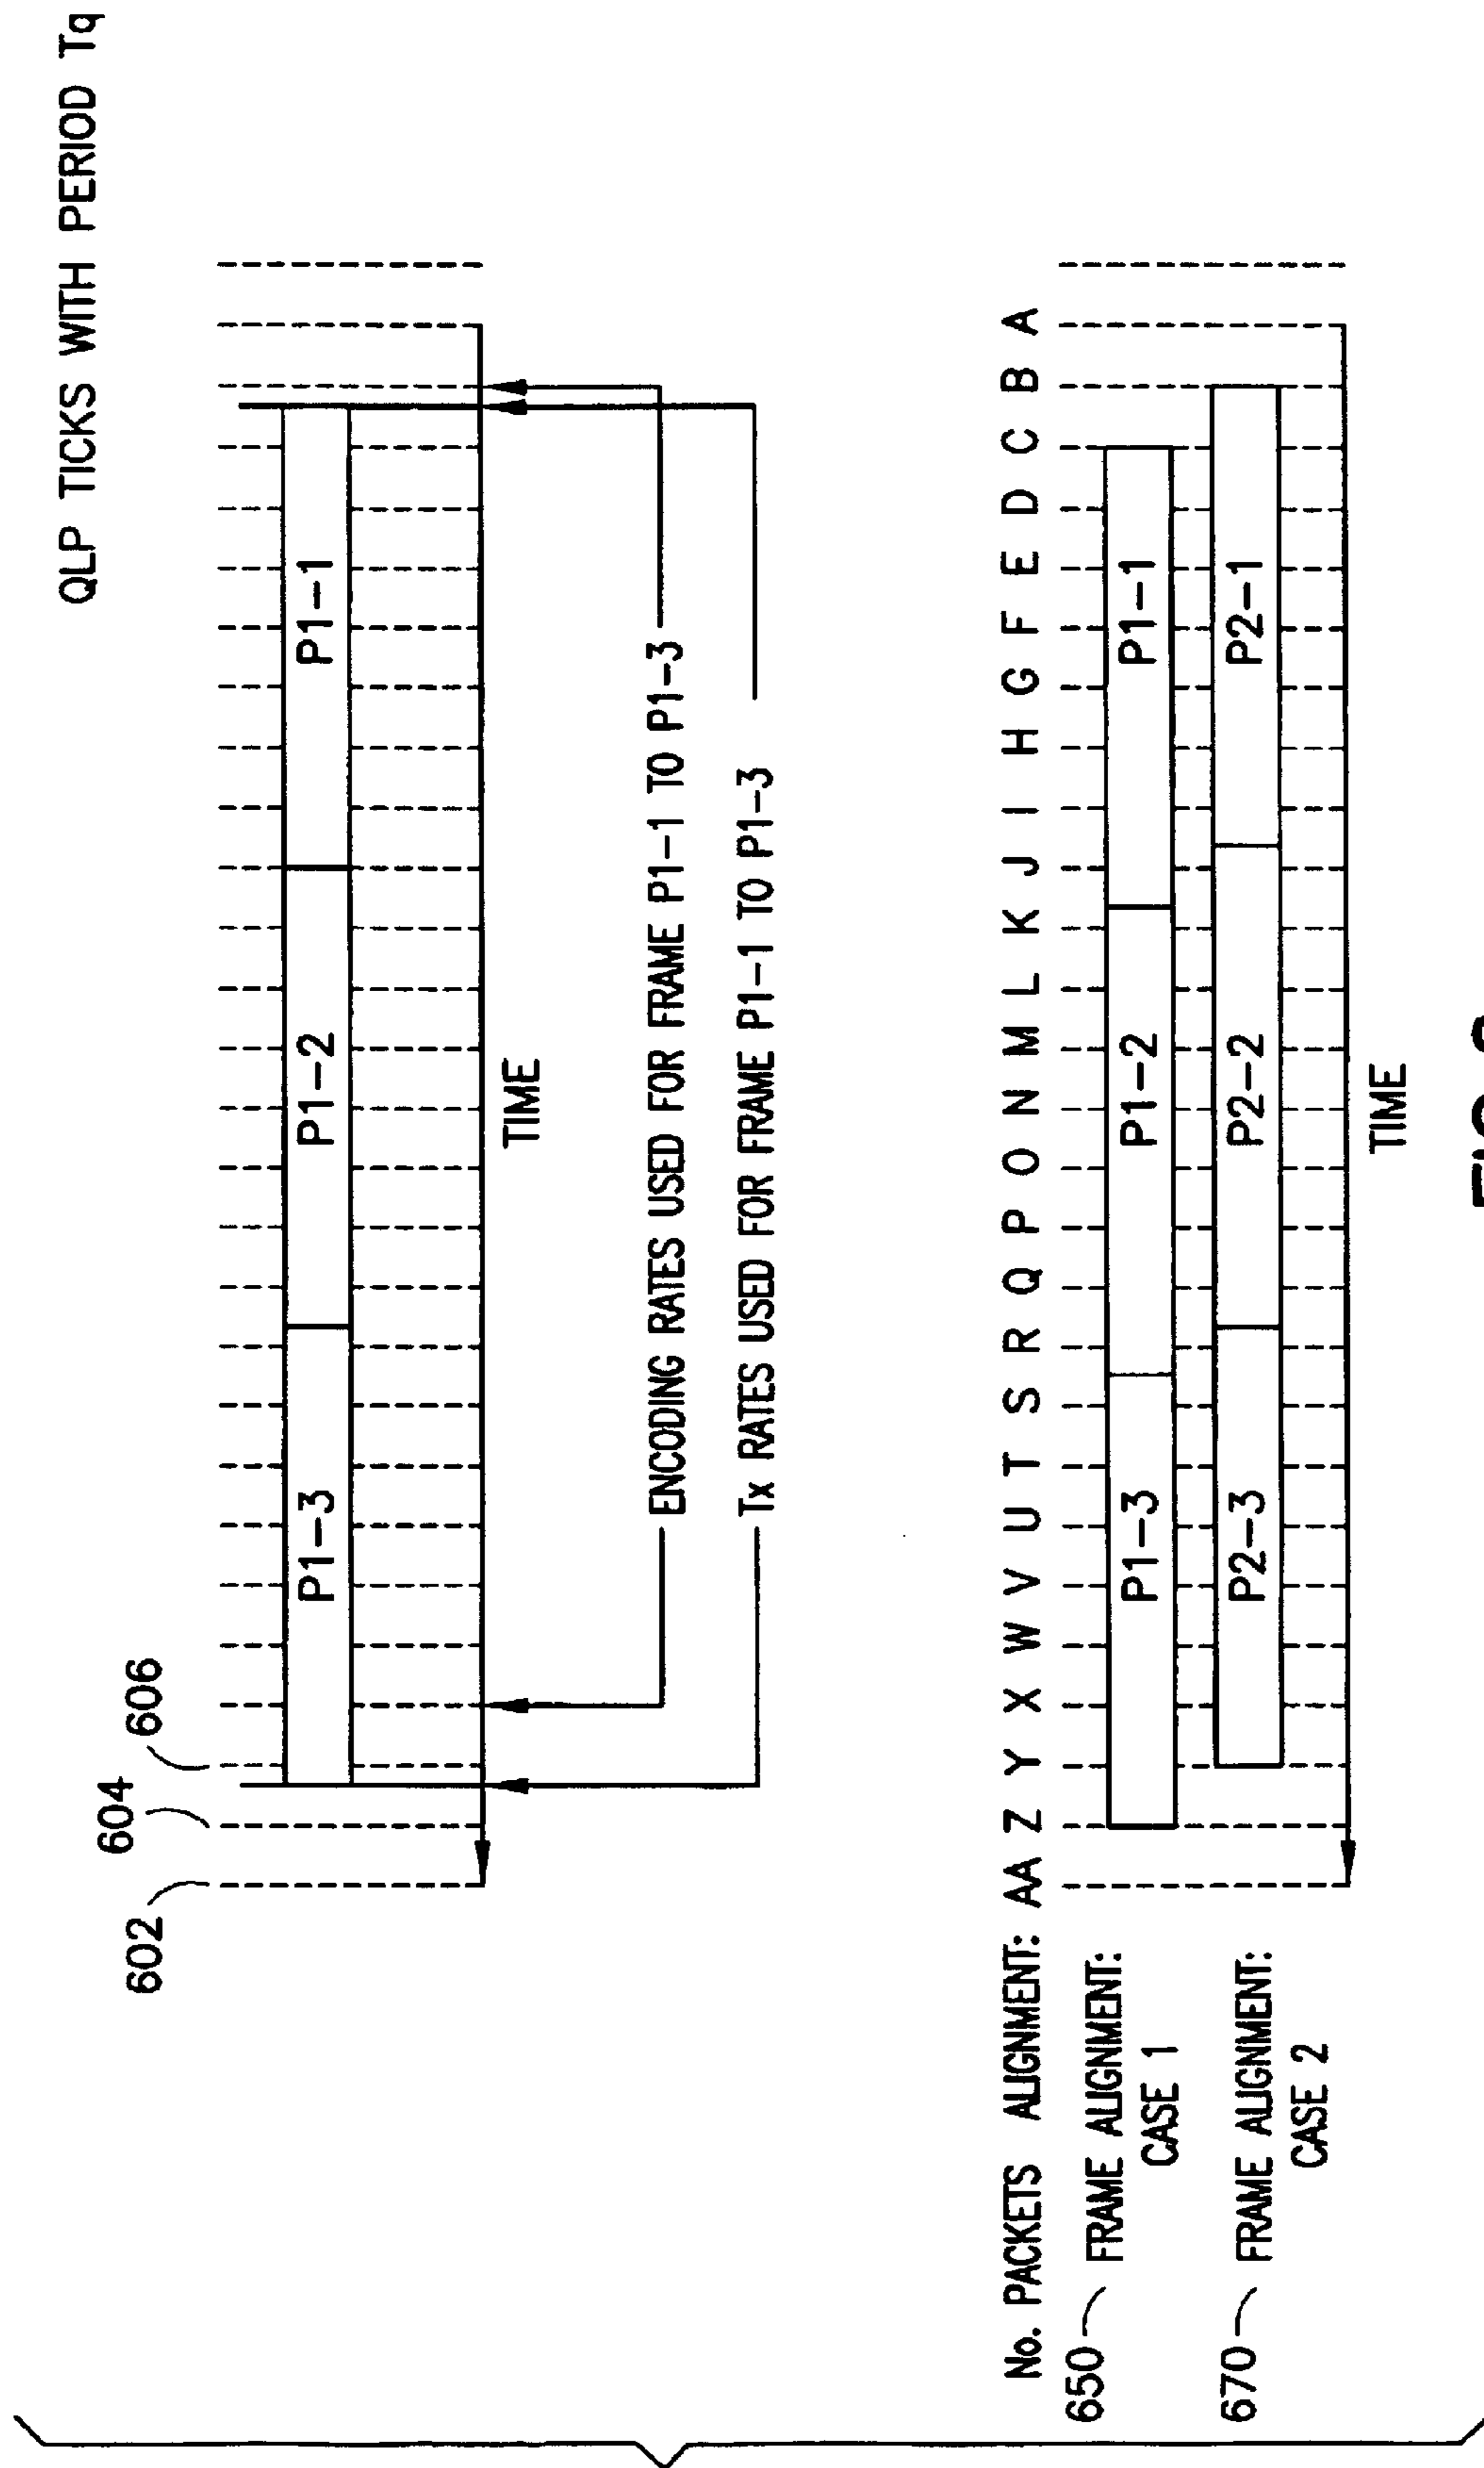 QLP TICKS WITH PERIOD Tq
602
604
606
P1-3
P1-2
P1-1
TIME
ENCODING RATES USED FOR FRAME P1-1 TO P1-3
Tx RATES USED FOR FRAME P1-1 TO P1-3
No. PACKETS ALIGNMENT: AA Z Y X W V U T S R Q P O N M L K J I H G F E D C B A
650
FRAME ALIGNMENT:
CASE 1
P1-3
P1-2
P1-1
670
FRAME ALIGNMENT:
CASE 2
P2-3
P2-2
P2-1
TIME